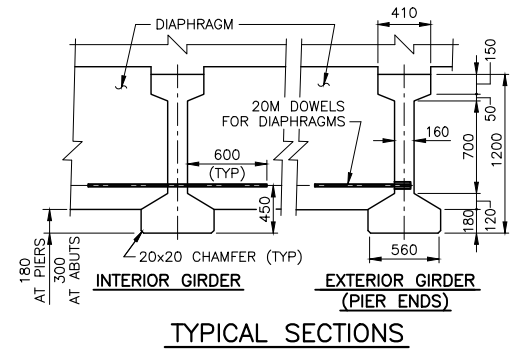 DIAPHRAGM
410
150
50
20M DOWELS
FOR DIAPHRAGMS
160
700
1200
600
(TYP)
450
180
120
20x20 CHAMFER (TYP)
560
180
AT PIERS
300
AT ABUTS
INTERIOR GIRDER
EXTERIOR GIRDER
(PIER ENDS)
TYPICAL SECTIONS